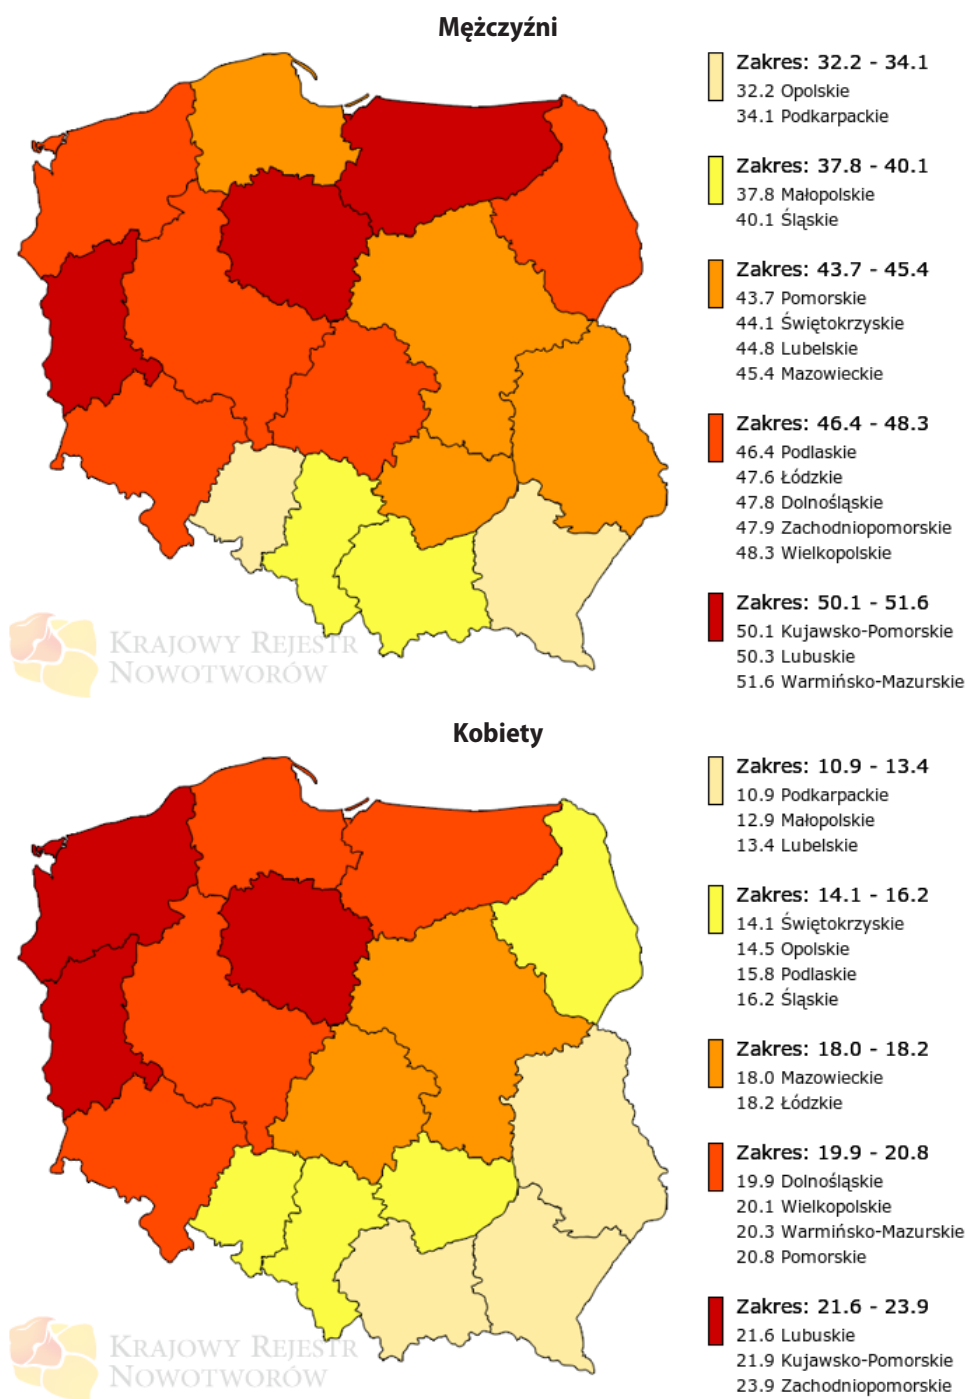 Mężczyźni
Zakres: 32.2 - 34.1
32.2 Opolskie
34.1 Podkarpackie
Zakres: 37.8 - 40.1
37.8 Małopolskie
40.1 Śląskie
Zakres: 43.7 - 45.4
43.7 Pomorskie
44.1 Świętokrzyskie
44.8 Lubelskie
45.4 Mazowieckie
Zakres: 46.4 - 48.3
46.4 Podlaskie
47.6 Łódzkie
47.8 Dolnośląskie
47.9 Zachodniopomorskie
48.3 Wielkopolskie
Zakres: 50.1 - 51.6
50.1 Kujawsko-Pomorskie
50.3 Lubuskie
51.6 Warmińsko-Mazurskie
KRAJOWY REJESTR
NOWOTWORÓW
Kobiety
Zakres: 10.9 - 13.4
10.9 Podkarpackie
12.9 Małopolskie
13.4 Lubelskie
Zakres: 14.1 - 16.2
14.1 Świętokrzyskie
14.5 Opolskie
15.8 Podlaskie
16.2 Śląskie
Zakres: 18.0 - 18.2
18.0 Mazowieckie
18.2 Łódzkie
Zakres: 19.9 - 20.8
19.9 Dolnośląskie
20.1 Wielkopolskie
20.3 Warmińsko-Mazurskie
20.8 Pomorskie
Zakres: 21.6 - 23.9
21.6 Lubuskie
21.9 Kujawsko-Pomorskie
23.9 Zachodniopomorskie
KRAJOWY REJESTR
NOWOTWORÓW